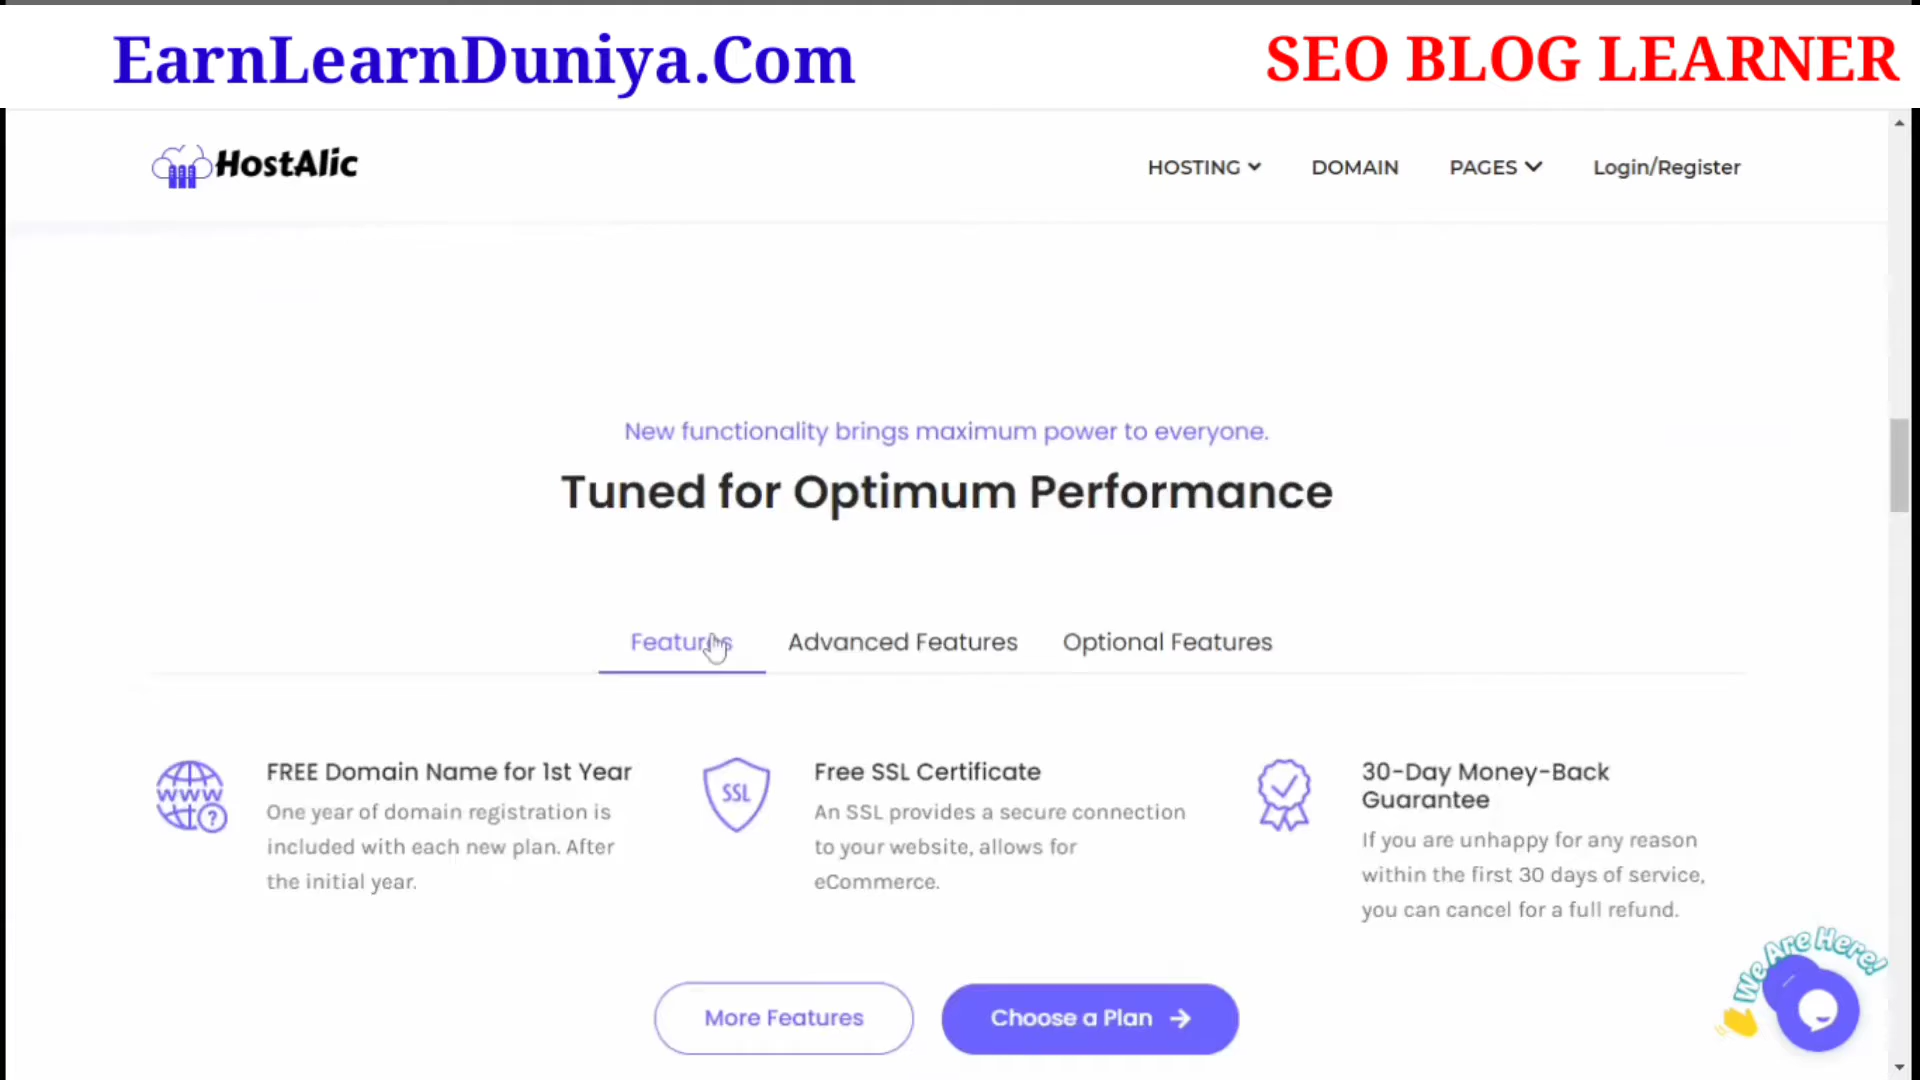 EarnLearnDuniya.Com
SEO BLOG LEARNER
HostAlic
HOSTING
DOMAIN
PAGES
Login/Register
New functionality brings maximum power to everyone.
Tuned for Optimum Performance
Features
Advanced Features
Optional Features
www
?
FREE Domain Name for 1st Year
One year of domain registration is
included with each new plan. After
the initial year.
SSL
Free SSL Certificate
An SSL provides a secure connection
to your website, allows for
eCommerce.
30-Day Money-Back
Guarantee
If you are unhappy for any reason
within the first 30 days of service,
you can cancel for a full refund.
We Are Here!
More Features
Choose a Plan →